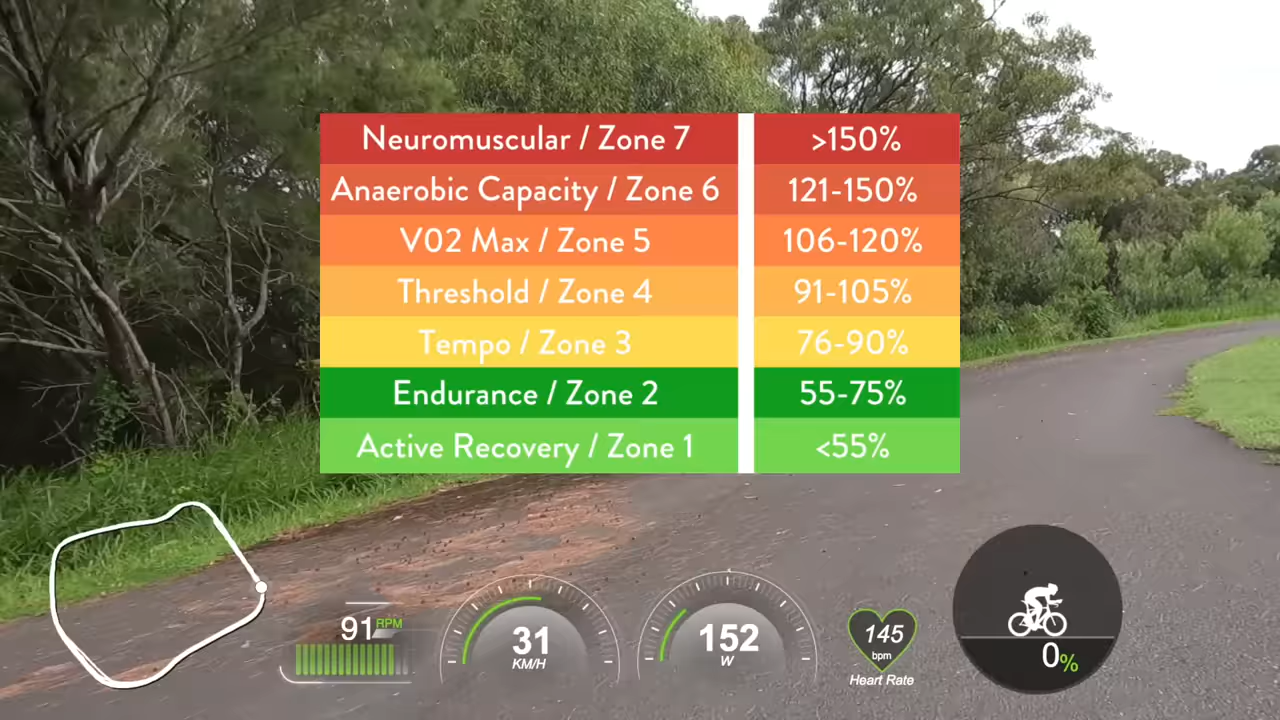 Neuromuscular / Zone 7 >150%
Anaerobic Capacity / Zone 6 121-150%
V02 Max / Zone 5 106-120%
Threshold / Zone 4 91-105%
Tempo / Zone 3 76-90%
Endurance / Zone 2 55-75%
Active Recovery / Zone 1 <55%
91 RPM
31
KM/H
152
W
145
bpm
Heart Rate
0%